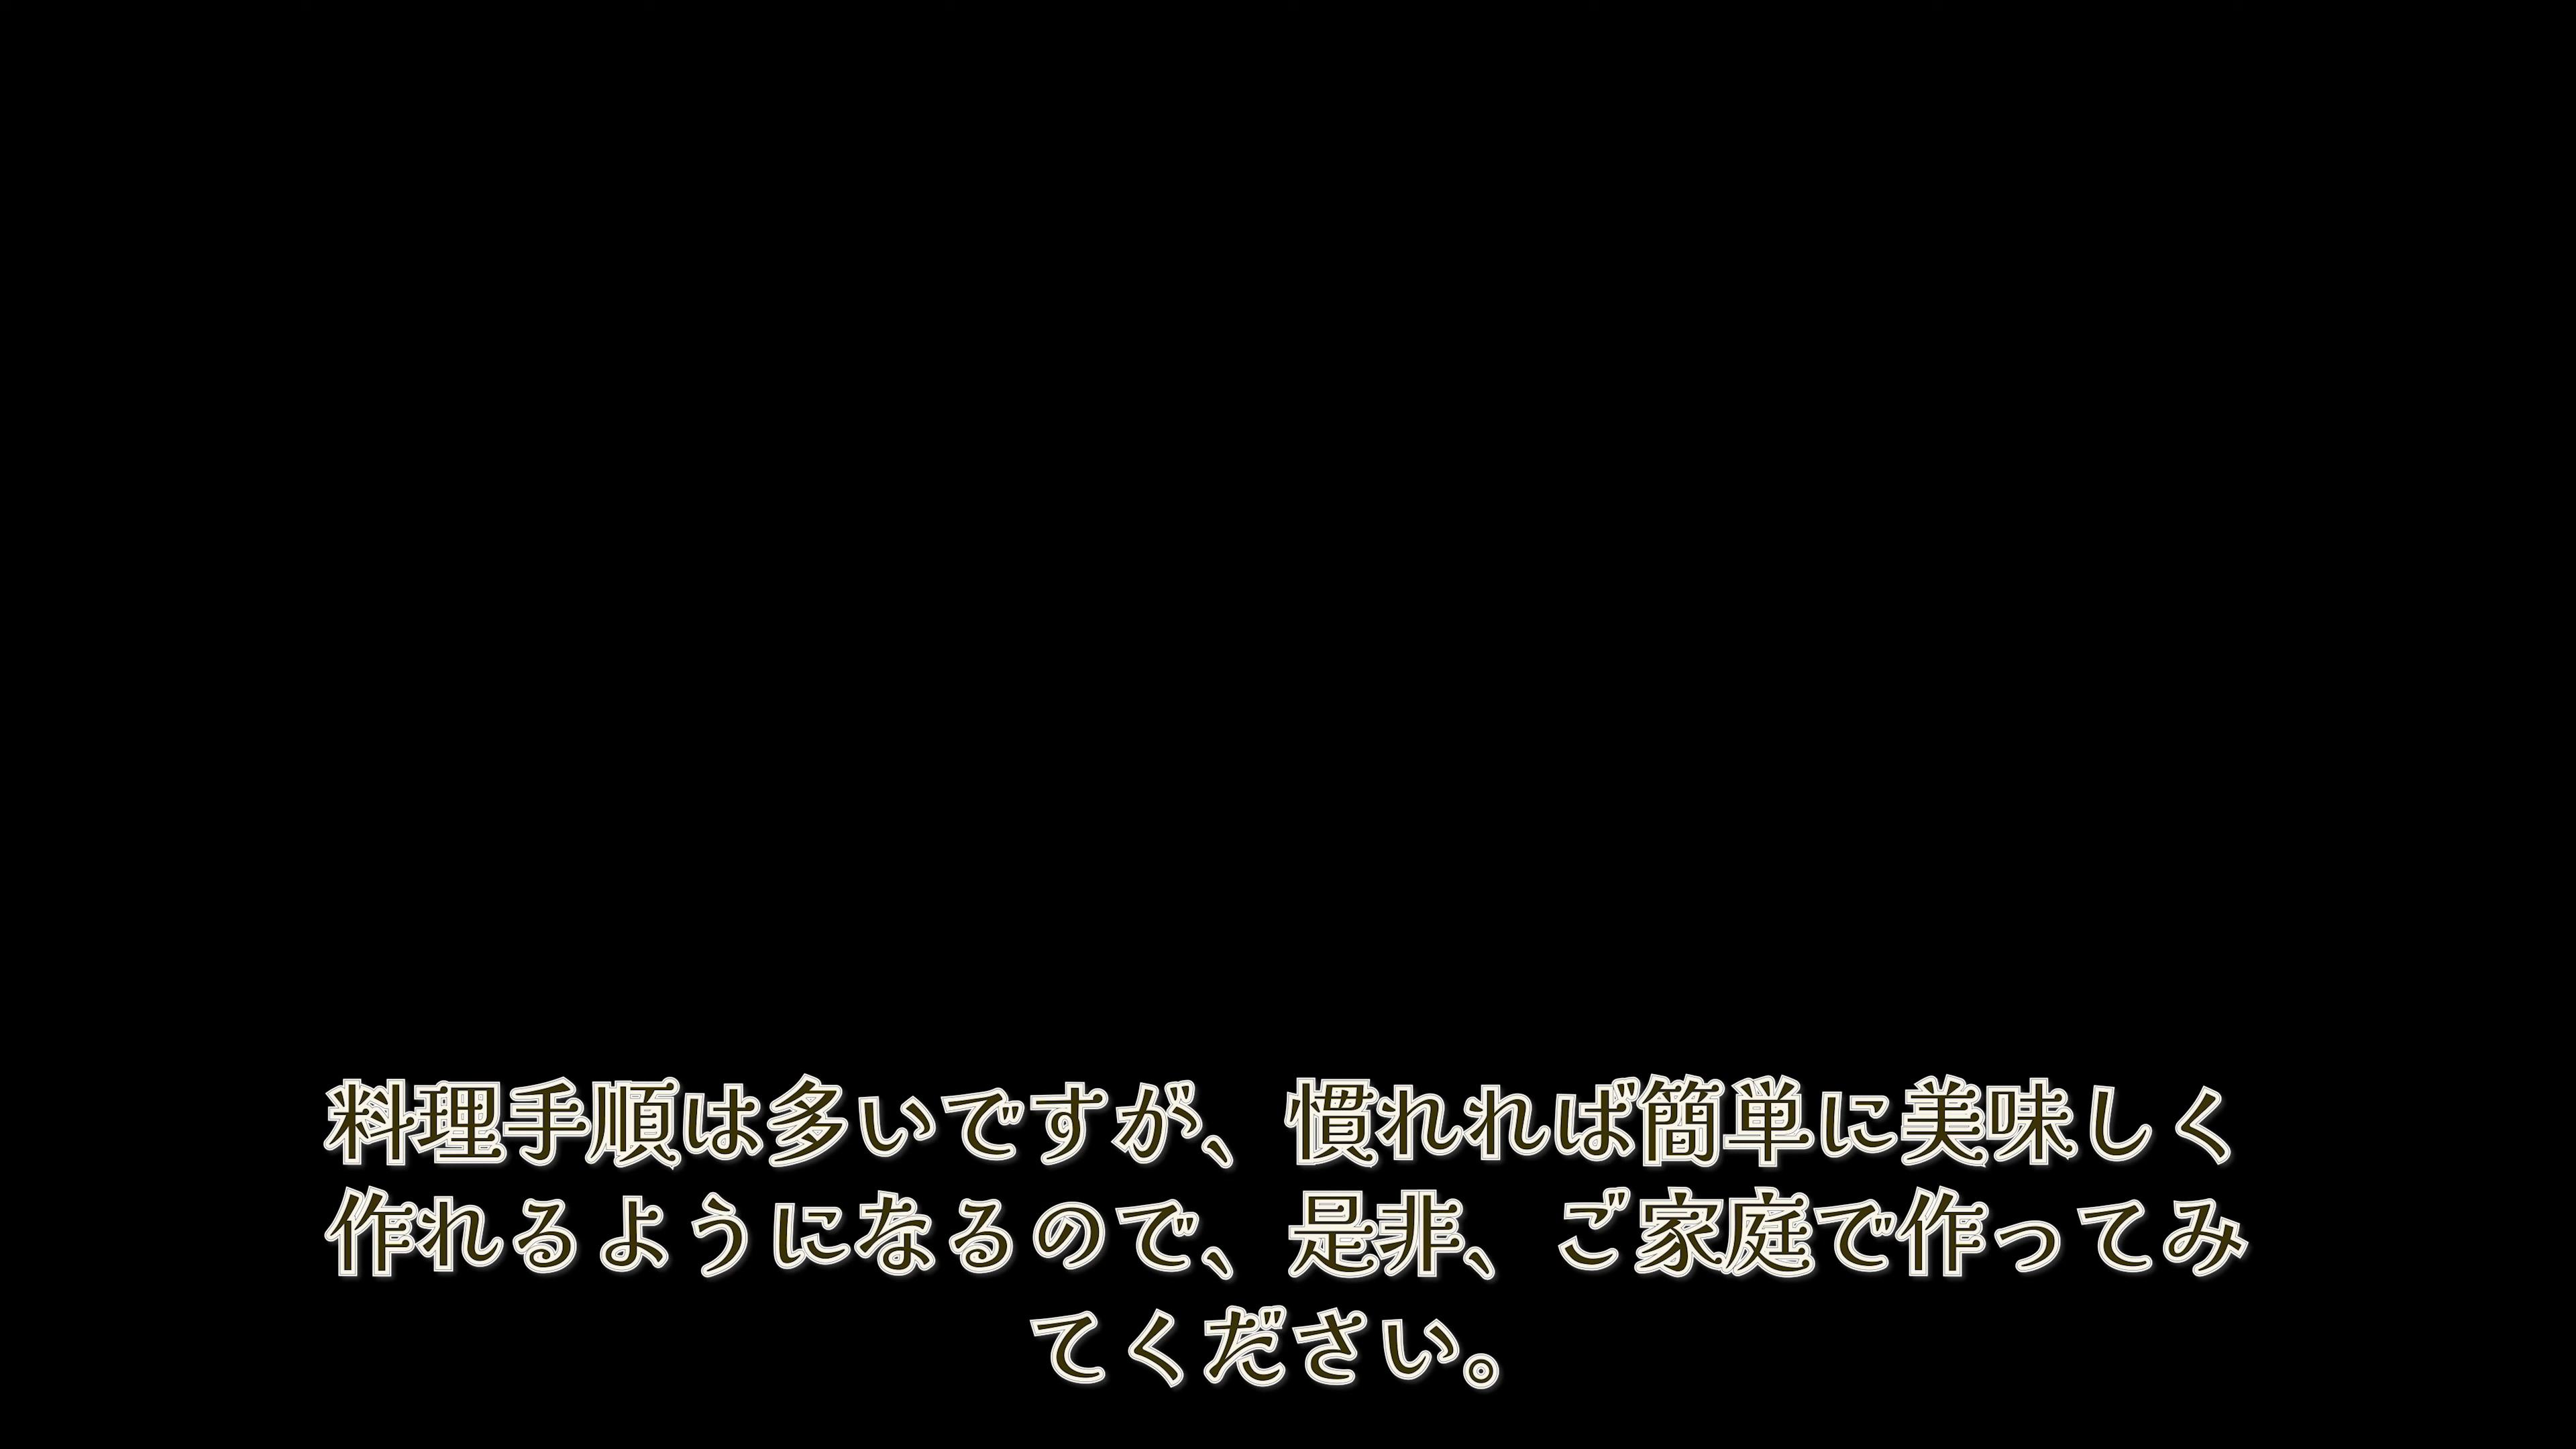 料理手順は多いですが、慣れれば簡単に美味しく
作れるようになるので、是非、ご家庭で作ってみ
てください。